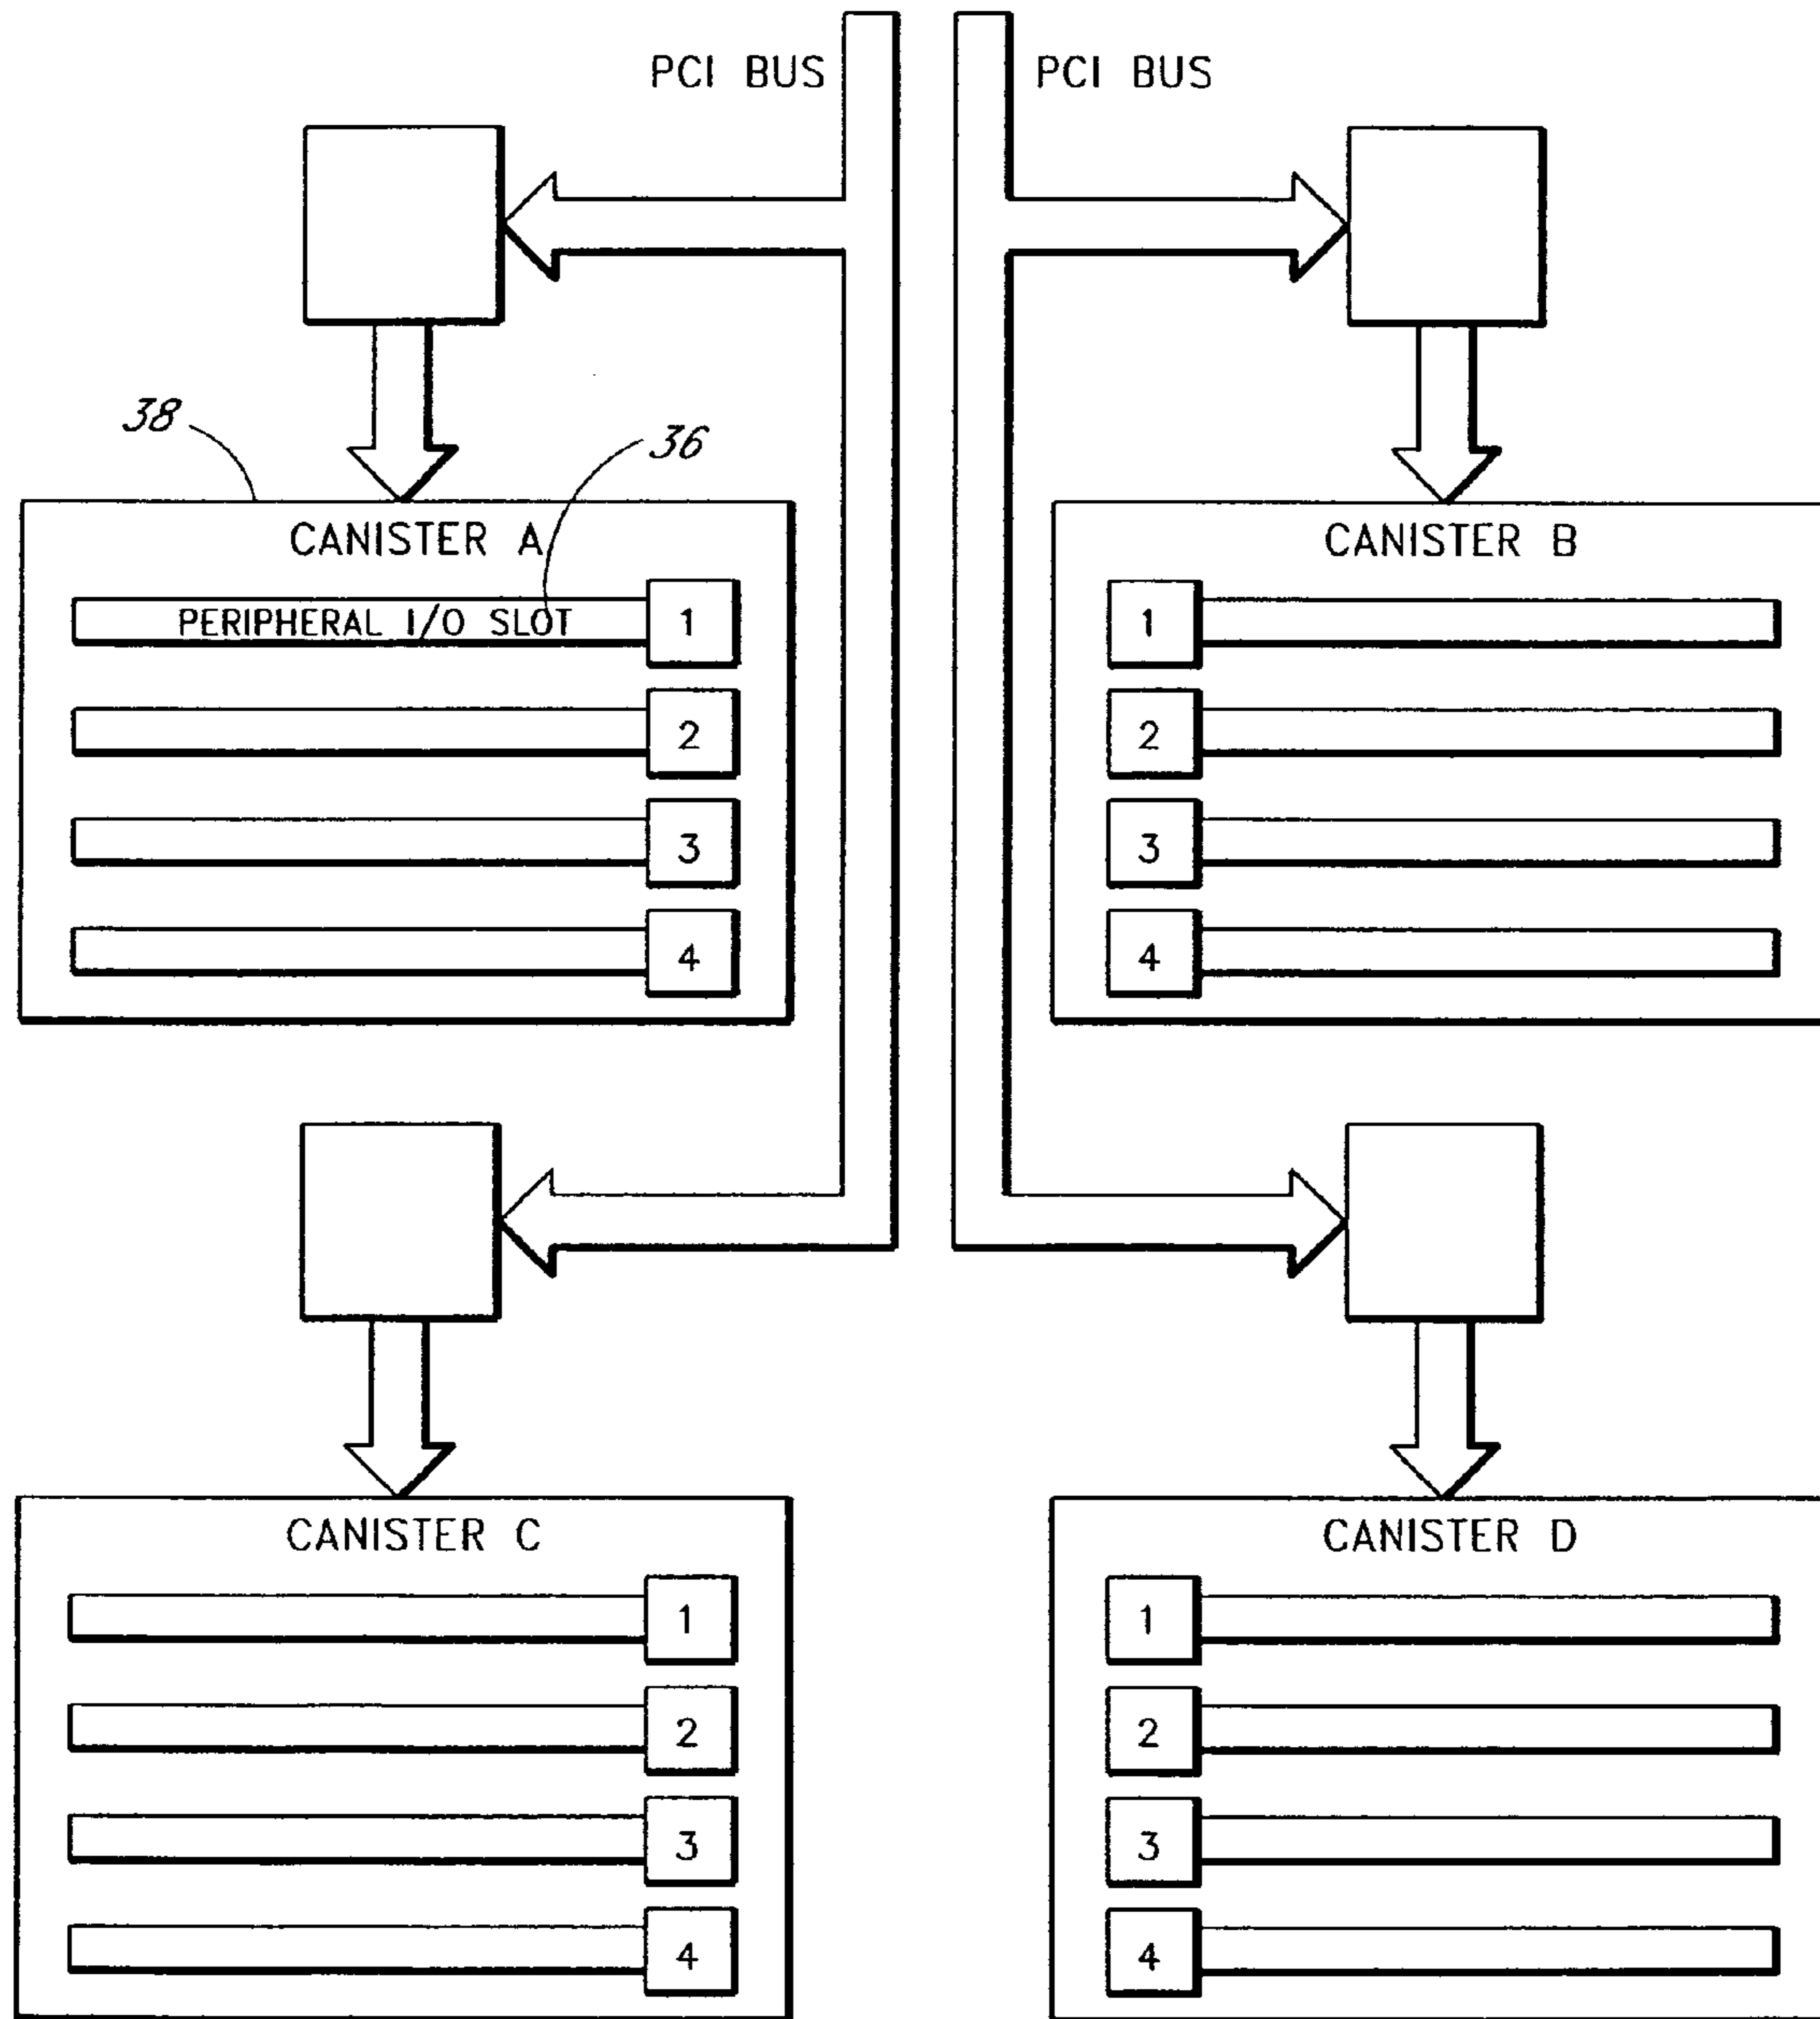 PCI BUS
PCI BUS
38
36
CANISTER A
PERIPHERAL I/O SLOT
1
2
3
4
CANISTER B
1
2
3
4
CANISTER C
1
2
3
4
CANISTER D
1
2
3
4